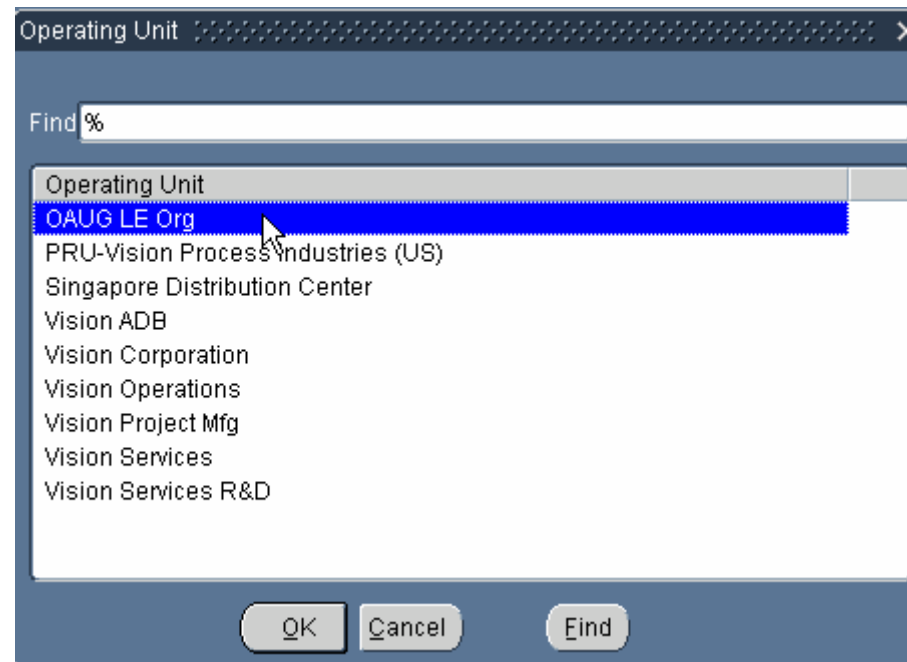 Operating Unit
Find %
Operating Unit
OAUG LE Org
PRU-Vision Process Industries (US)
Singapore Distribution Center
Vision ADB
Vision Corporation
Vision Operations
Vision Project Mfg
Vision Services
Vision Services R&D
OK Cancel Find